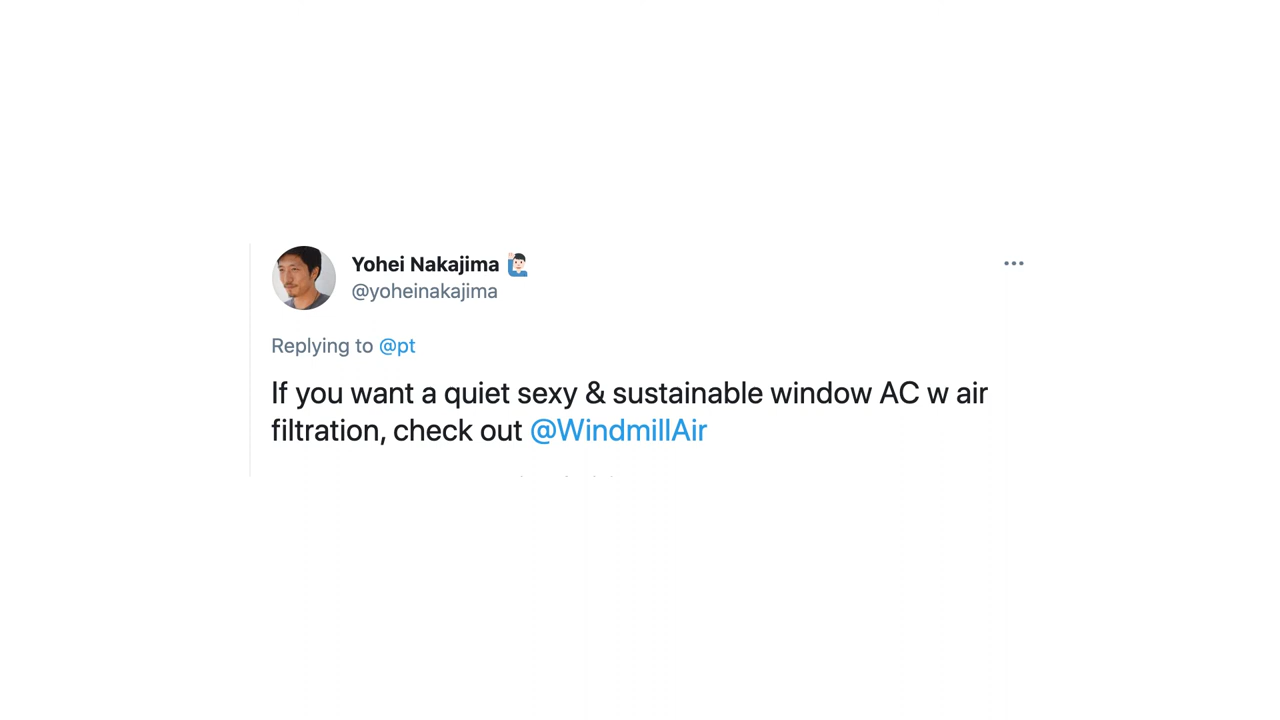 Yohei Nakajima 🙋🏻‍♂️
@yoheinakajima
Replying to @pt
If you want a quiet sexy & sustainable window AC w air
filtration, check out @WindmillAir